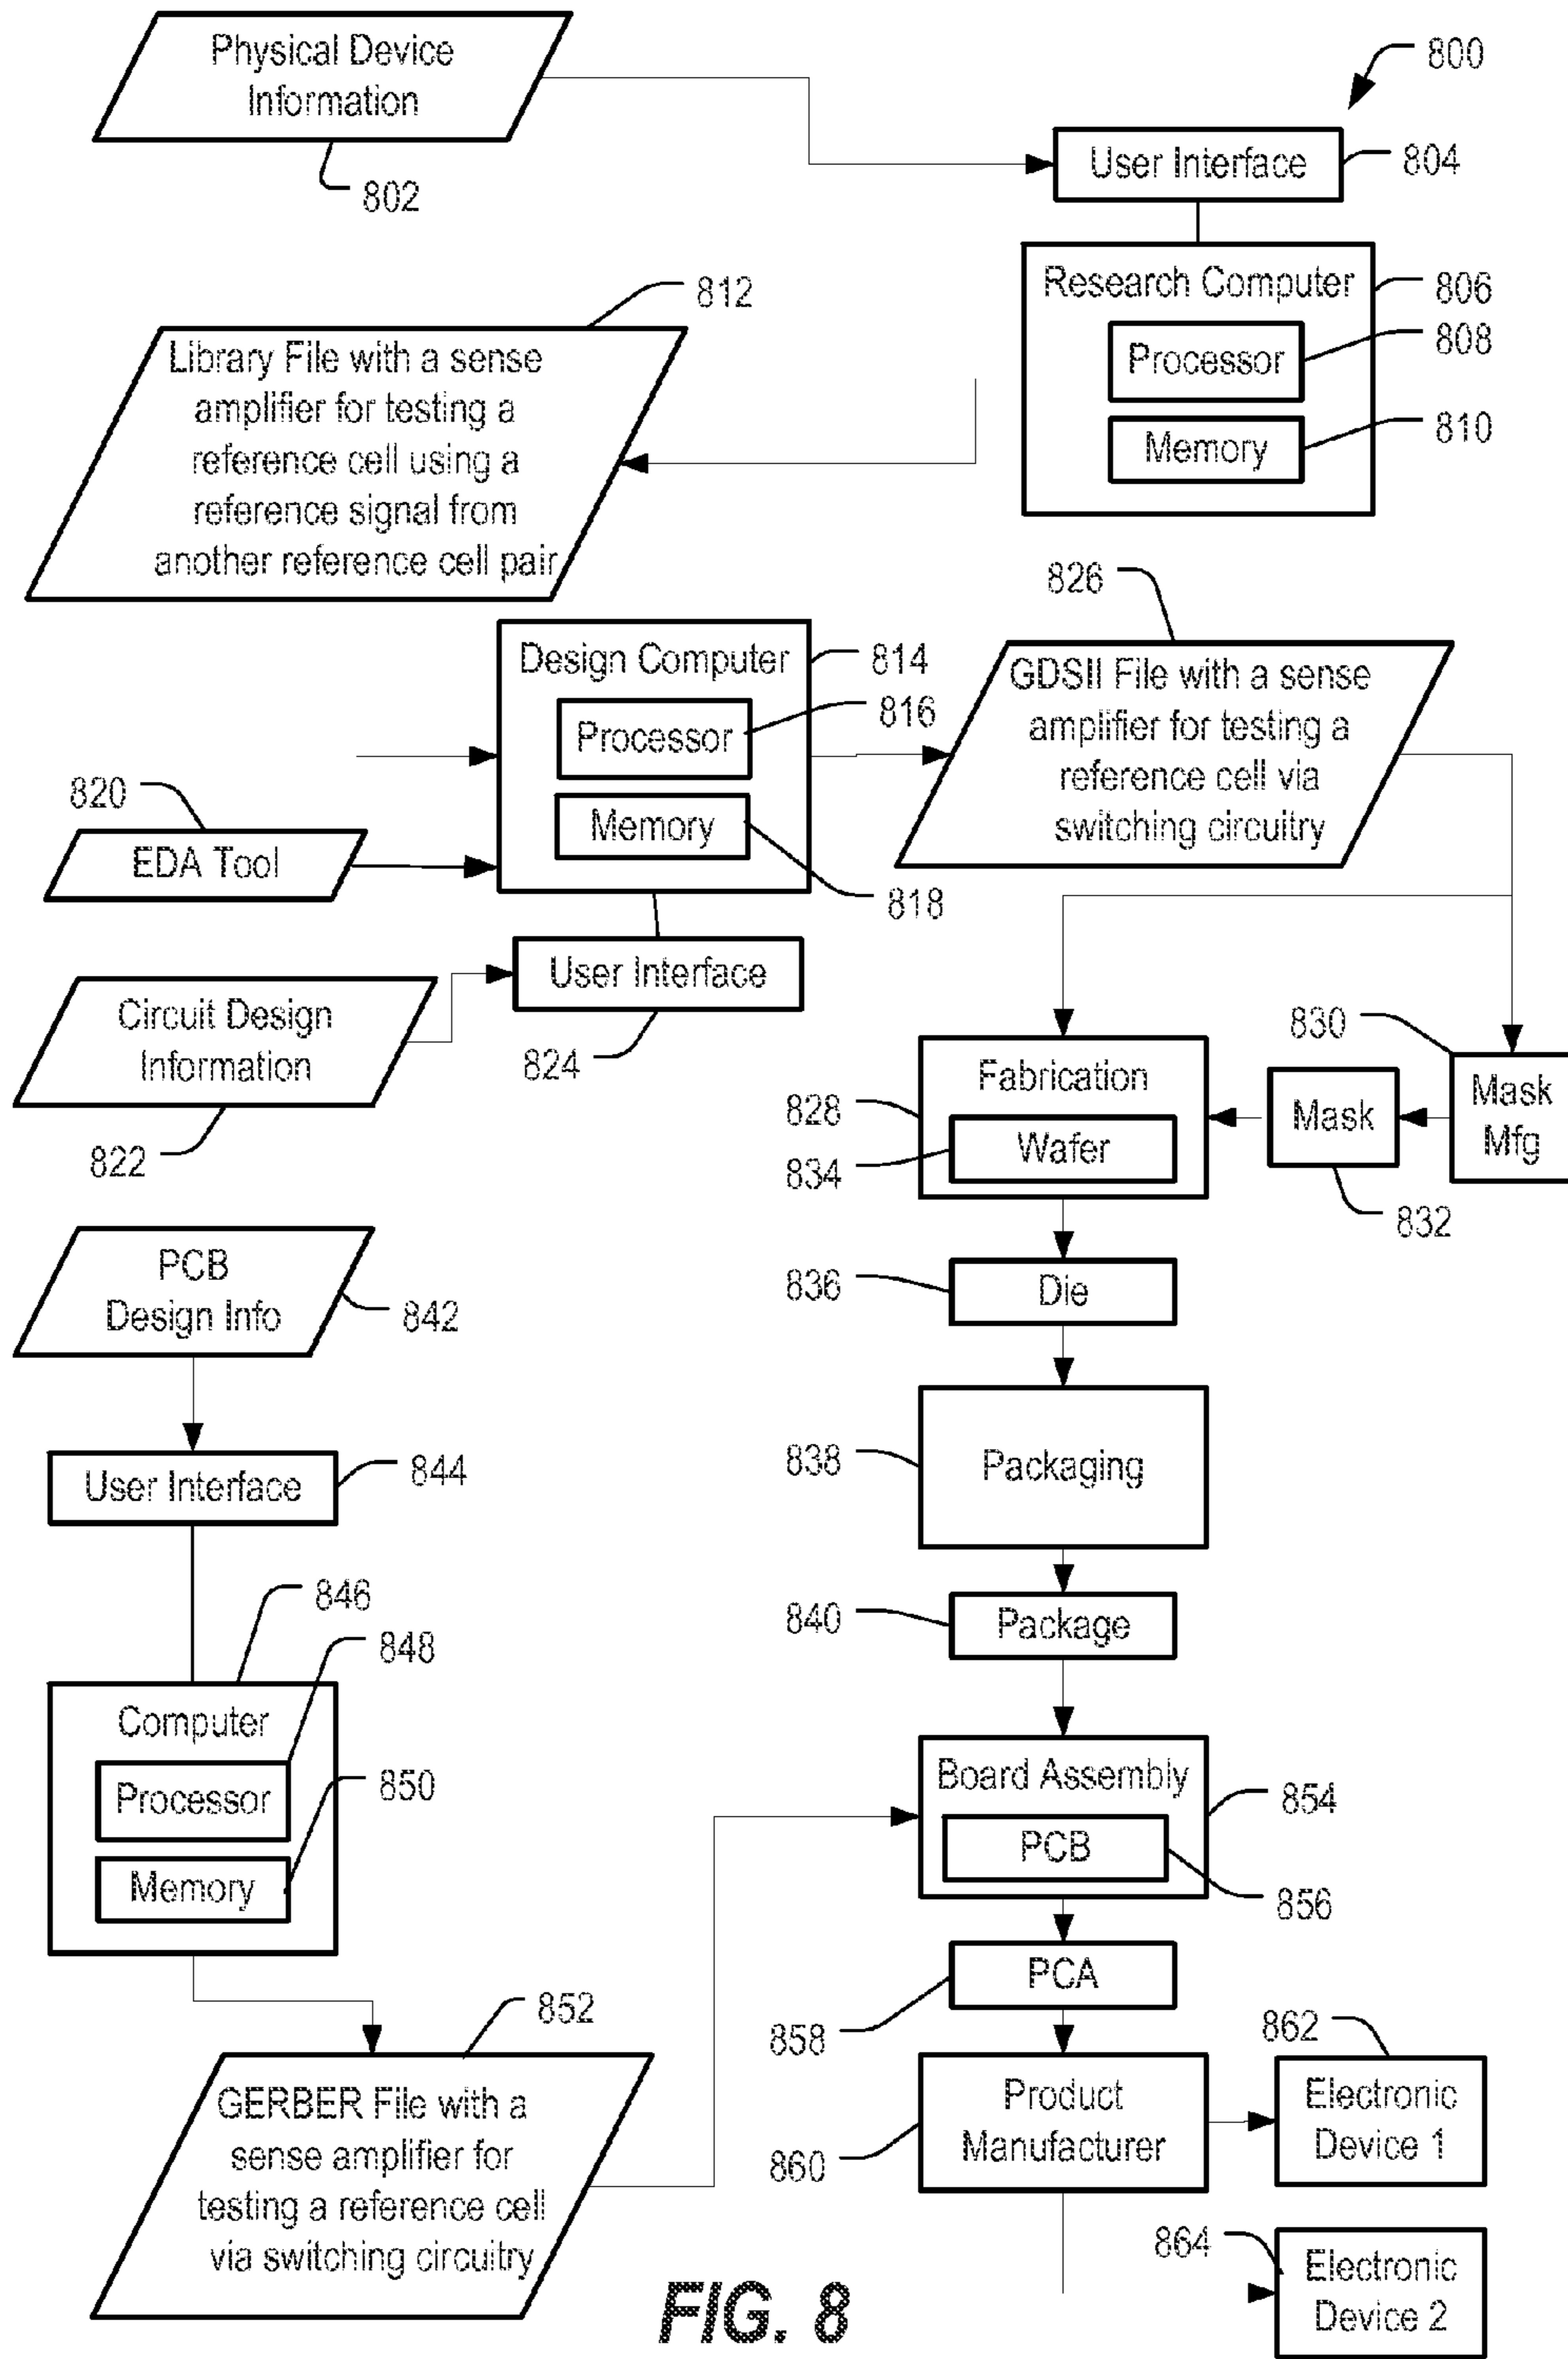 Physical Device
Information
802
800
User Interface
804
Research Computer
806
Processor
808
Memory
810
812
Library File with a sense
amplifier for testing a
reference cell using a
reference signal from
another reference cell pair
Design Computer
814
Processor
816
Memory
818
820
EDA Tool
User Interface
824
Circuit Design
Information
822
826
GDSII File with a sense
amplifier for testing a
reference cell via
switching circuitry
Fabrication
828
Wafer
834
Mask
832
830
Mask
Mfg
836
Die
838
Packaging
840
Package
PCB
Design Info
842
User Interface
844
846
Computer
848
Processor
850
Memory
852
GERBER File with a
sense amplifier for
testing a reference cell
via switching circuitry
Board Assembly
854
PCB
856
PCA
858
Product
Manufacturer
860
862
Electronic
Device 1
864
Electronic
Device 2
FIG. 8